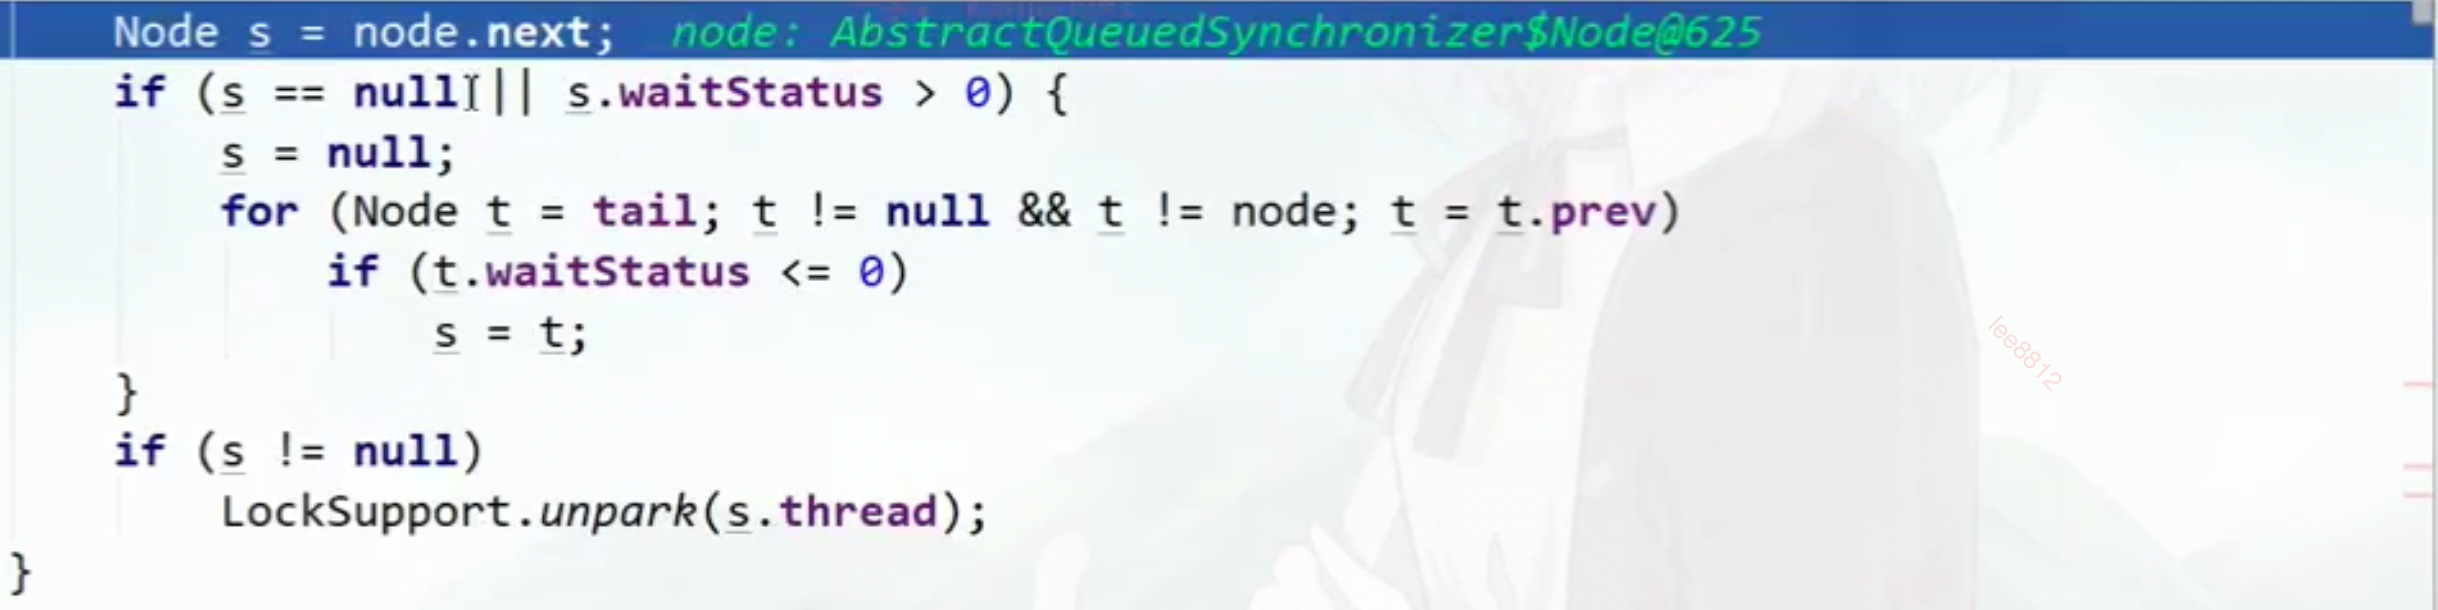 Node s = node.next; node: AbstractQueuedSynchronizer$Node@625
if (s == null || s.waitStatus > 0) {
s = null;
for (Node t = tail; t != null && t != node; t = t.prev)
if (t.waitStatus <= 0)
s = t;
}
if (s != null)
LockSupport.unpark(s.thread);
}
lee8812